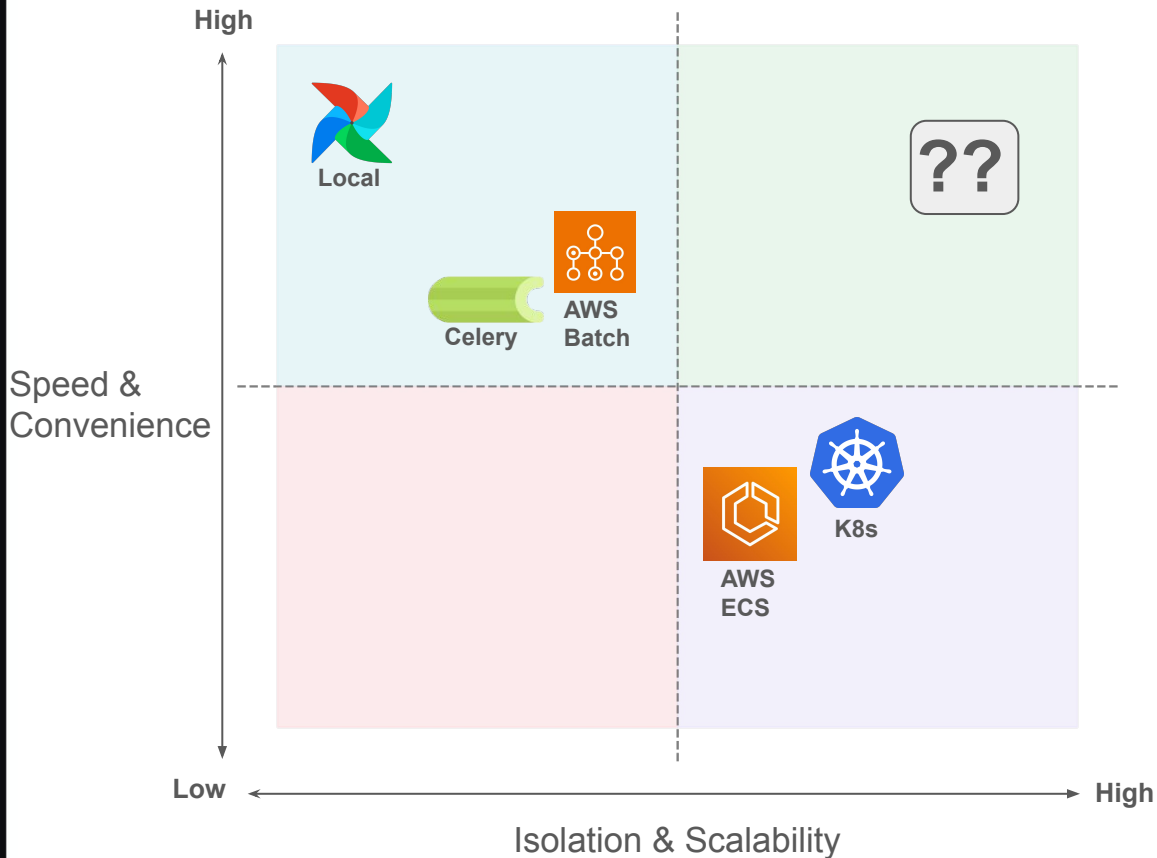 High
Local
??
Celery
AWS
Batch
Speed &
Convenience
K8s
AWS
ECS
Low
High
Isolation & Scalability